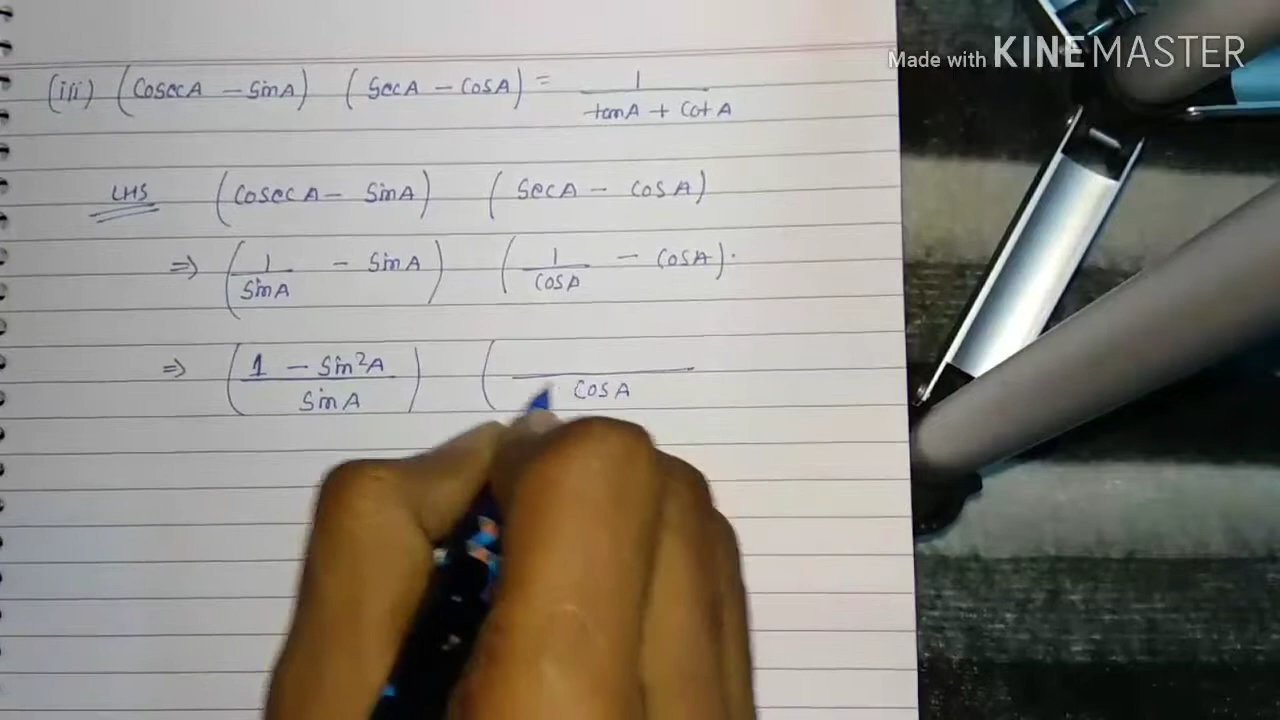 Made with KINEMASTER
(iii) (CosecA - SinA) (SecA - CosA) = 1 / tanA + CotA
LHS (CosecA - SinA) (SecA - CosA)
⇒ (1/SinA - SinA) (1/CosA - CosA).
⇒ (1 - Sin²A / SinA) ( / CosA